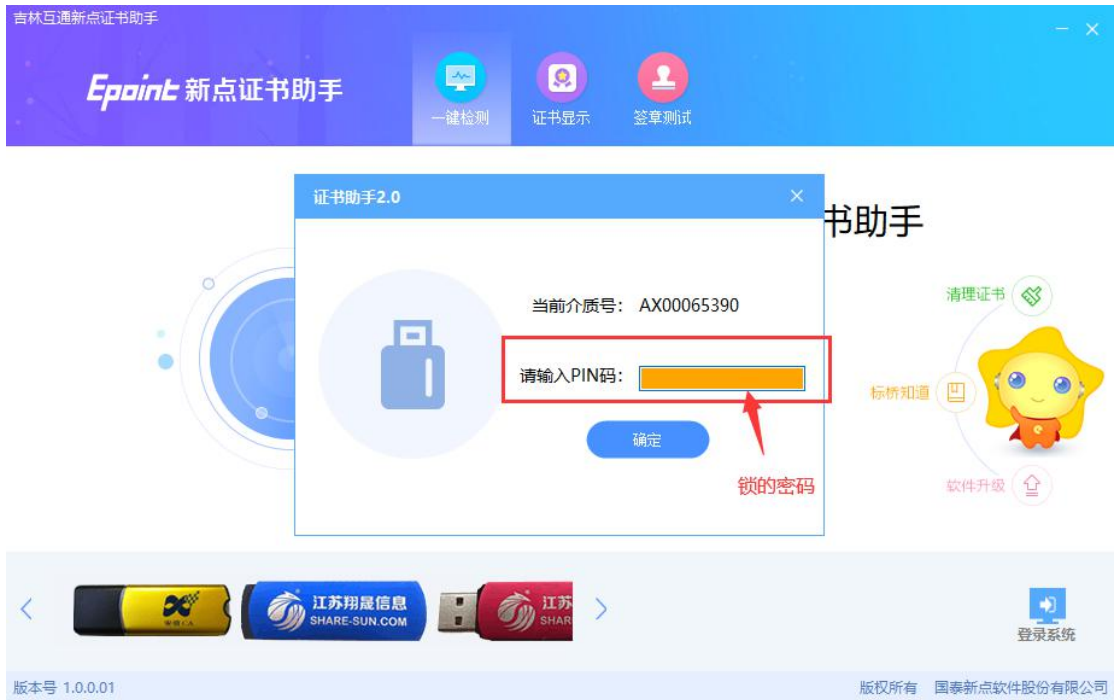 吉林互通新点证书助手
Epoint 新点证书助手
一键检测
证书显示
签章测试
证书助手2.0
书助手
当前介质号： AX00065390
请输入PIN码：
确定
锁的密码
清理证书
标桥知道
软件升级
江苏翔晟信息
SHARE-SUN.COM
江苏
SHAR
登录系统
版本号 1.0.0.01
版权所有 国泰新点软件股份有限公司